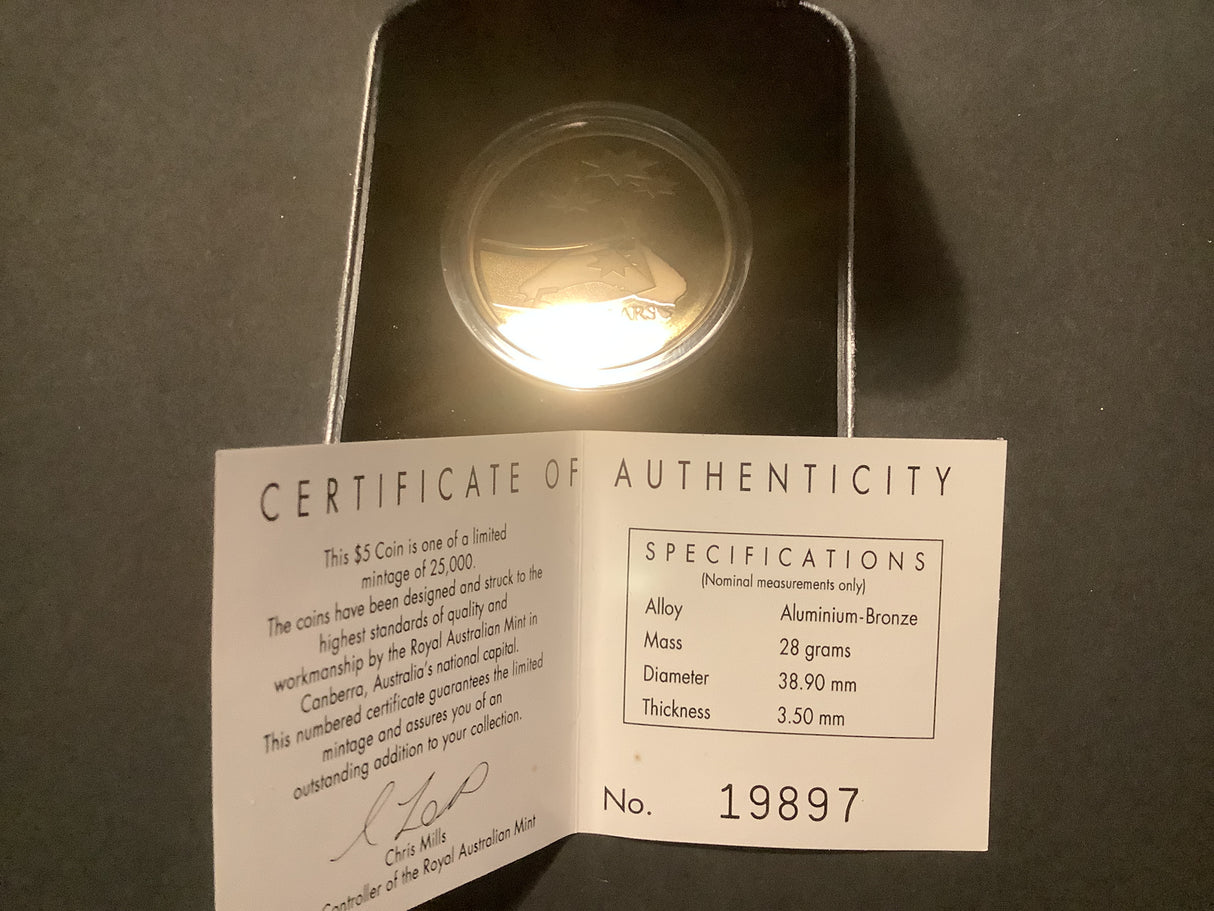 ARS
CERTIFICATE OF AUTHENTICITY
This $5 Coin is one of a limited
mintage of 25,000.
The coins have been designed and struck to the
highest standards of quality and
workmanship by the Royal Australian Mint in
Canberra, Australia's national capital.
This numbered certificate guarantees the limited
mintage and assures you of an
outstanding addition to your collection.
Chris Mills
Controller of the Royal Australian Mint
SPECIFICATIONS
(Nominal measurements only)
Alloy Aluminium-Bronze
Mass 28 grams
Diameter 38.90 mm
Thickness 3.50 mm
No. 19897